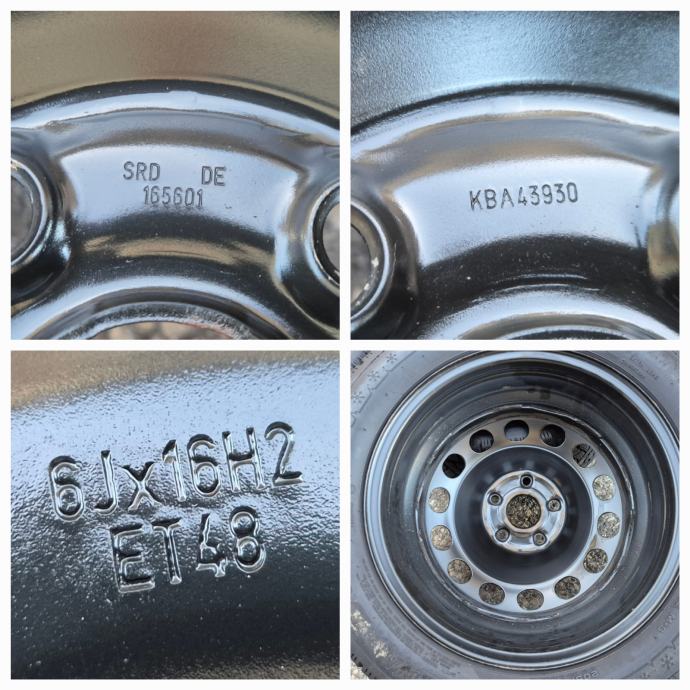 SRD DE
165601
KBA43930
6Jx16H2
ET48